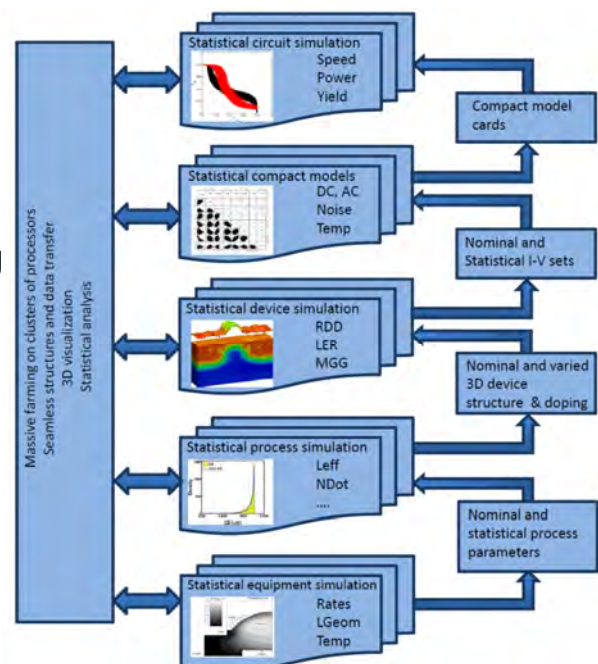 Massive farming on clusters of processors
Seamless structures and data transfer
3D visualization
Statistical analysis
Statistical circuit simulation
Speed
Power
Yield
Compact model
cards
Statistical compact models
DC, AC
Noise
Temp
Nominal and
Statistical I-V sets
Statistical device simulation
RDD
LER
MGG
Nominal and varied
3D device
structure & doping
Statistical process simulation
Leff
NDot
....
Nominal and
statistical process
parameters
Statistical equipment simulation
Rates
LGeom
Temp